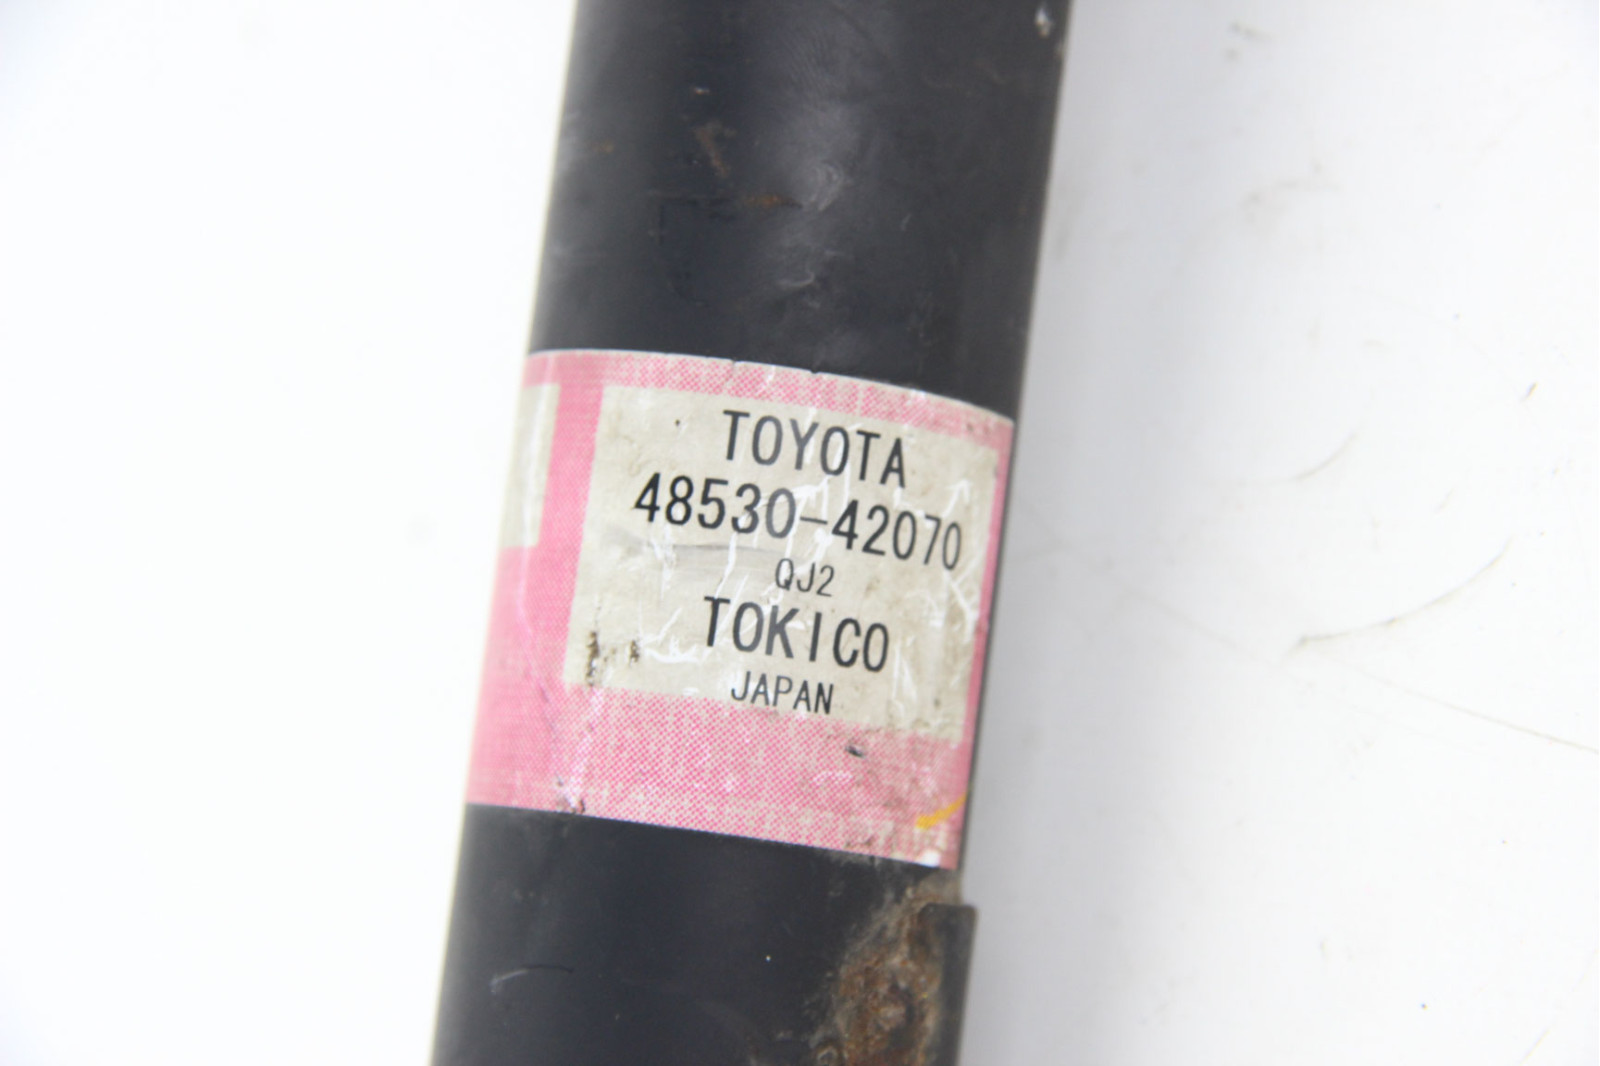 TOYOTA
48530-42070
QJ2
TOKICO
JAPAN